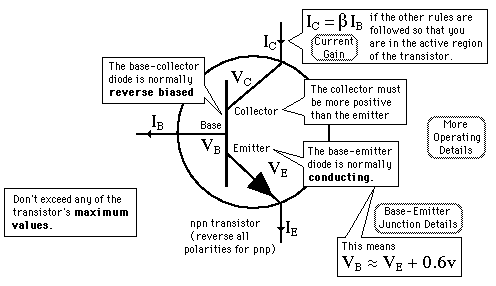 I_C = β I_B
Current
Gain
if the other rules are
followed so that you
are in the active region
of the transistor.
I_C
The base-collector
diode is normally
reverse biased
V_C
Collector
The collector must
be more positive
than the emitter
I_B
Base
V_B
Emitter
V_E
The base-emitter
diode is normally
conducting.
More
Operating
Details
Don't exceed any of the
transistor's maximum
values.
npn transistor
(reverse all
polarities for pnp)
I_E
Base-Emitter
Junction Details
This means
V_B ≈ V_E + 0.6v